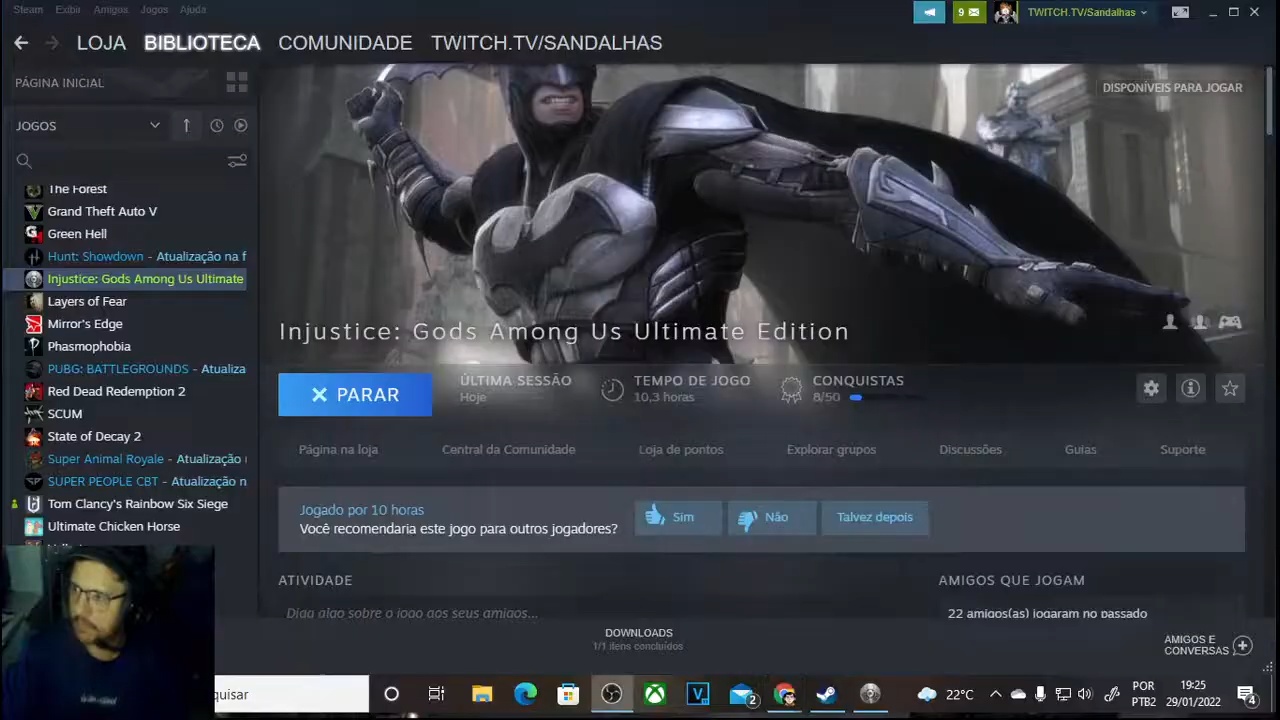 Steam Exibir Amigos Jogos Ajuda
9
TWITCH.TV/Sandalhas
LOJA BIBLIOTECA COMUNIDADE TWITCH.TV/SANDALHAS
PÁGINA INICIAL
DISPONÍVEIS PARA JOGAR
JOGOS
The Forest
Grand Theft Auto V
Green Hell
Hunt: Showdown - Atualização na f
Injustice: Gods Among Us Ultimate
Layers of Fear
Mirror's Edge
Phasmophobia
PUBG: BATTLEGROUNDS - Atualiza
Red Dead Redemption 2
SCUM
State of Decay 2
Super Animal Royale - Atualização
SUPER PEOPLE CBT - Atualização n
Tom Clancy's Rainbow Six Siege
Ultimate Chicken Horse
Injustice: Gods Among Us Ultimate Edition
PARAR
ÚLTIMA SESSÃO
Hoje
TEMPO DE JOGO
10,3 horas
CONQUISTAS
8/50
Página na loja Central da Comunidade Loja de pontos Explorar grupos Discussões Guias Suporte
Jogado por 10 horas
Você recomendaria este jogo para outros jogadores?
Sim Não Talvez depois
ATIVIDADE
Diga algo sobre o jogo aos seus amigos...
AMIGOS QUE JOGAM
22 amigos(as) jogaram no passado
DOWNLOADS
1/1 itens concluídos
AMIGOS E
CONVERSAS
quisar
2
22°C
POR
PTB2
19:25
29/01/2022
4